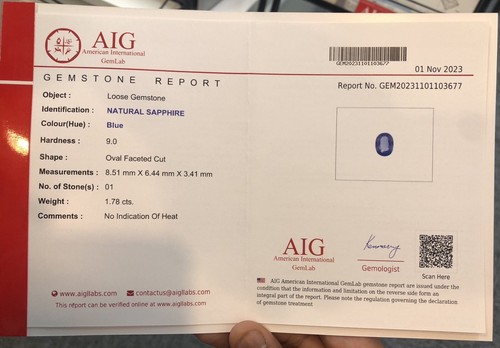 AIG
American International
GemLab
GEM20231101103677
01 Nov 2023
GEMSTONE REPORT
Report No. GEM20231101103677
Object : Loose Gemstone
Identification : NATURAL SAPPHIRE
Colour(Hue) : Blue
Hardness : 9.0
Shape : Oval Faceted Cut
Measurements : 8.51 mm X 6.44 mm X 3.41 mm
No. of Stone(s) : 01
Weight : 1.78 cts.
Comments : No Indication Of Heat
AIG
American International
GemLab
Gemologist
Scan Here
www.aigllabs.com contactus@aigllabs.com
This report can be verified online at www.aigllabs.com
AIG American International GemLab gemstone report are issued under the
condition that the information and limitation on the reverse side form an
integral part of the report. Please note the regulation governing the declaration
of gemstone treatment.